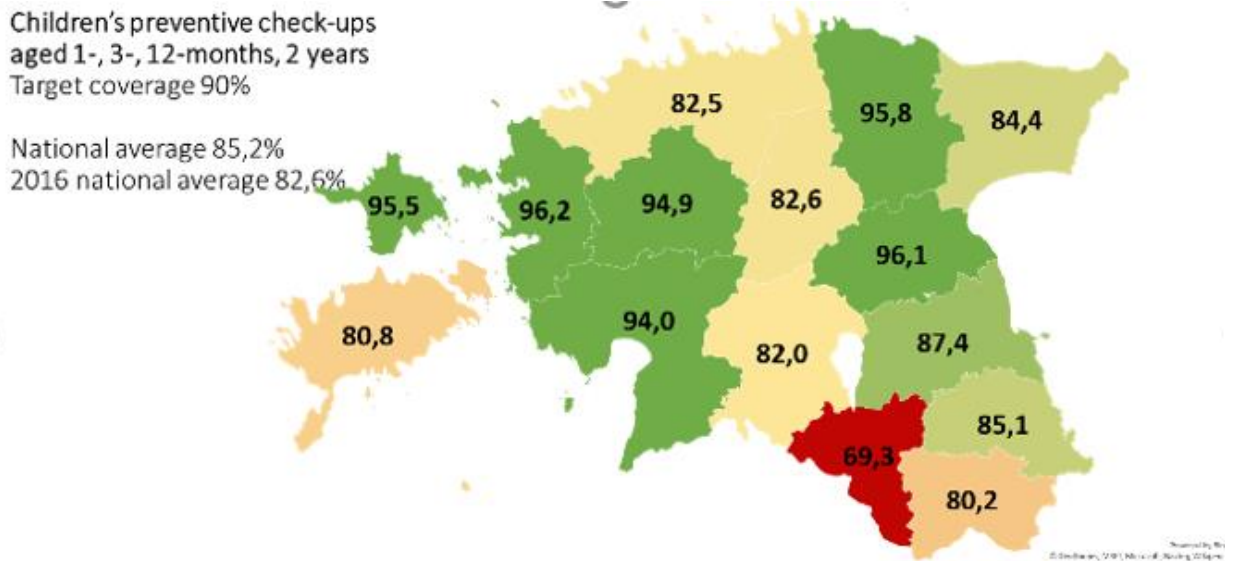 Children's preventive check-ups
aged 1-, 3-, 12-months, 2 years
Target coverage 90%
National average 85,2%
2016 national average 82,6%
82,5
95,8
84,4
95,5
96,2
94,9
82,6
96,1
80,8
94,0
82,0
87,4
85,1
69,3
80,2
Powered by